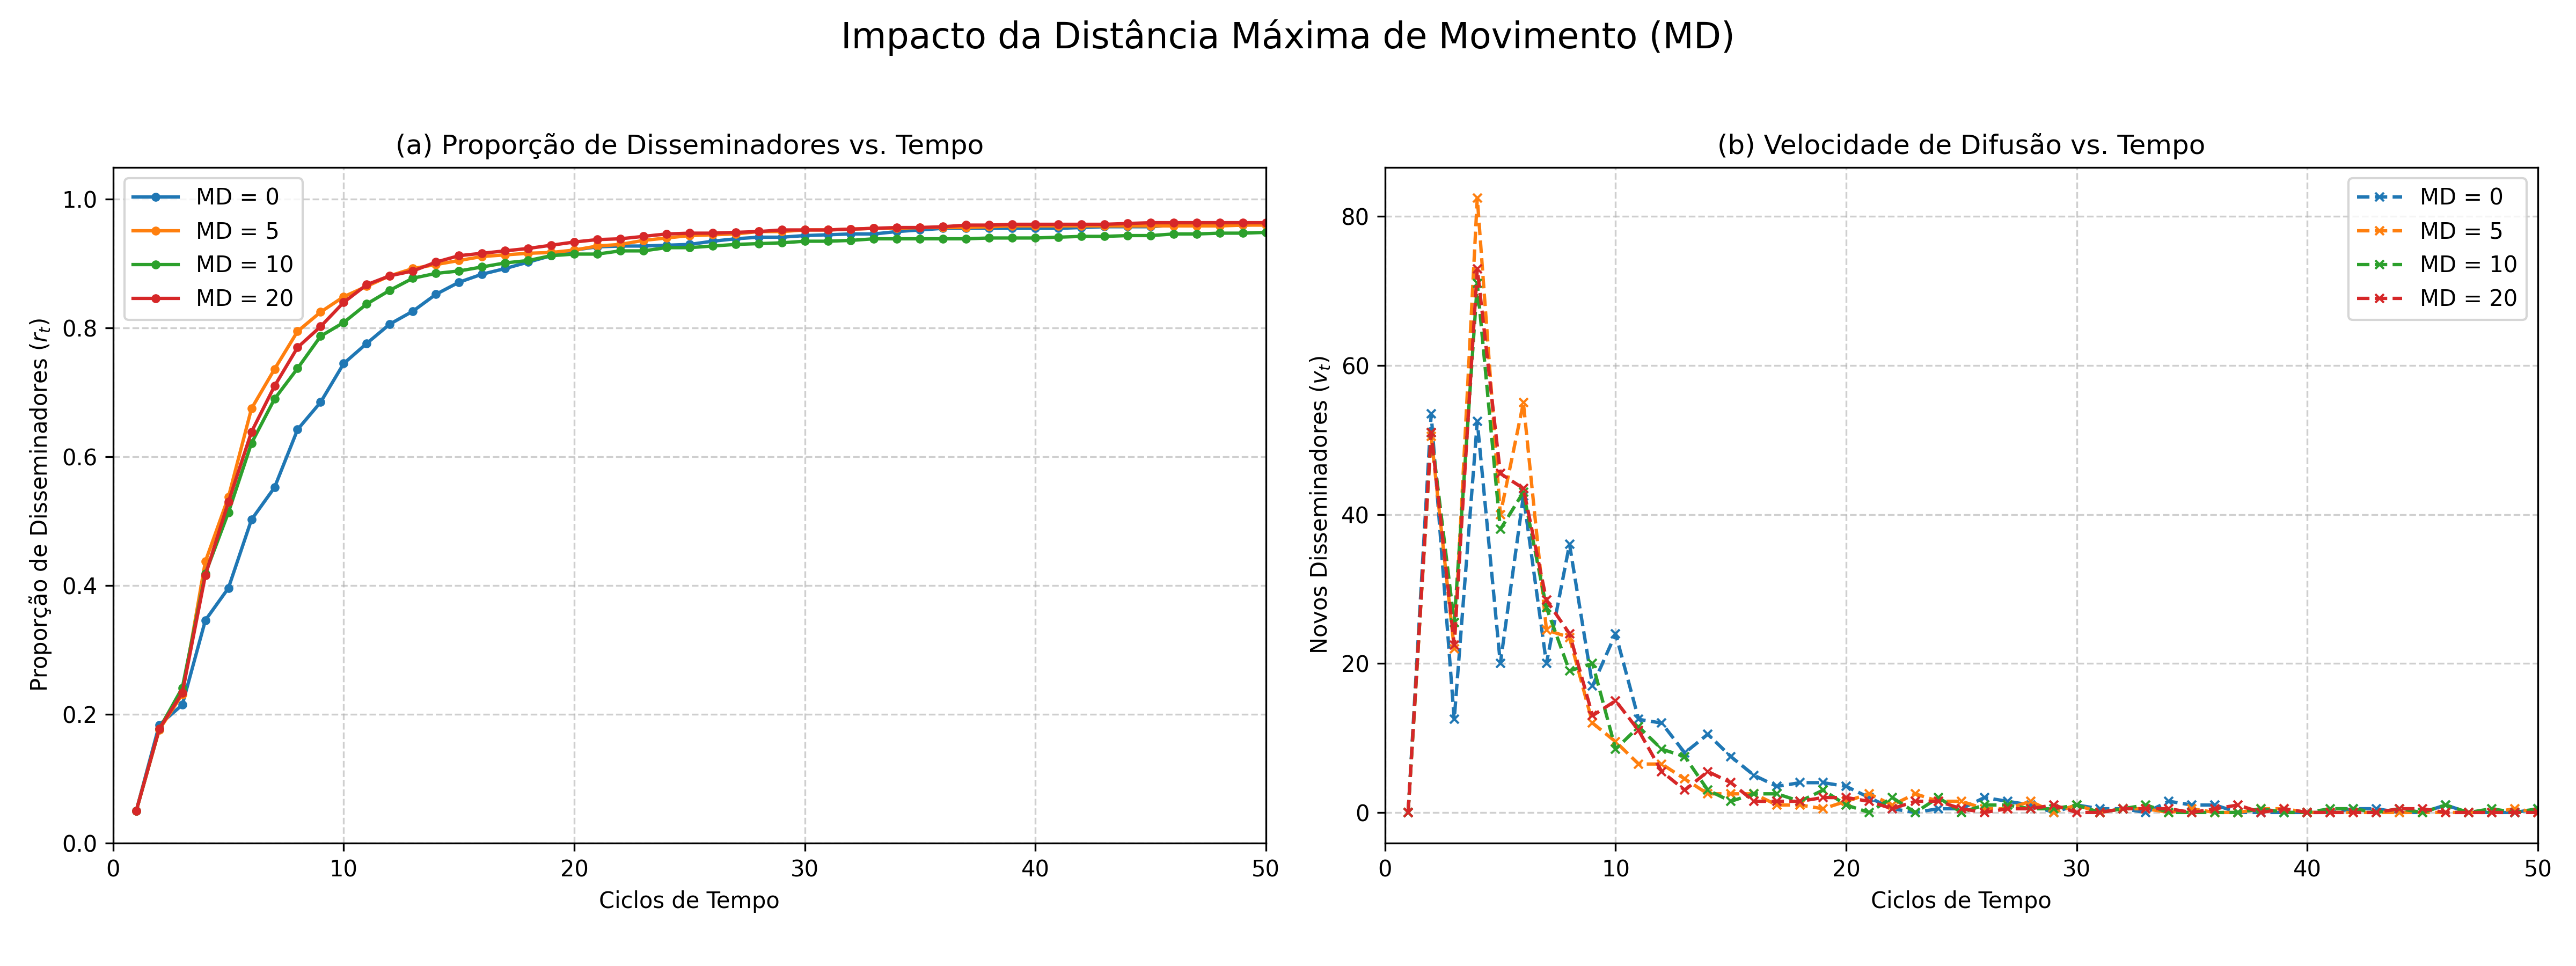 Impacto da Distância Máxima de Movimento (MD)
(a) Proporção de Disseminadores vs. Tempo
1.0
0.8
0.6
0.4
0.2
0.0
Proporção de Disseminadores (r_t)
MD = 0
MD = 5
MD = 10
MD = 20
0 10 20 30 40 50
Ciclos de Tempo
(b) Velocidade de Difusão vs. Tempo
80
60
40
20
0
Novos Disseminadores (v_t)
MD = 0
MD = 5
MD = 10
MD = 20
0 10 20 30 40 50
Ciclos de Tempo